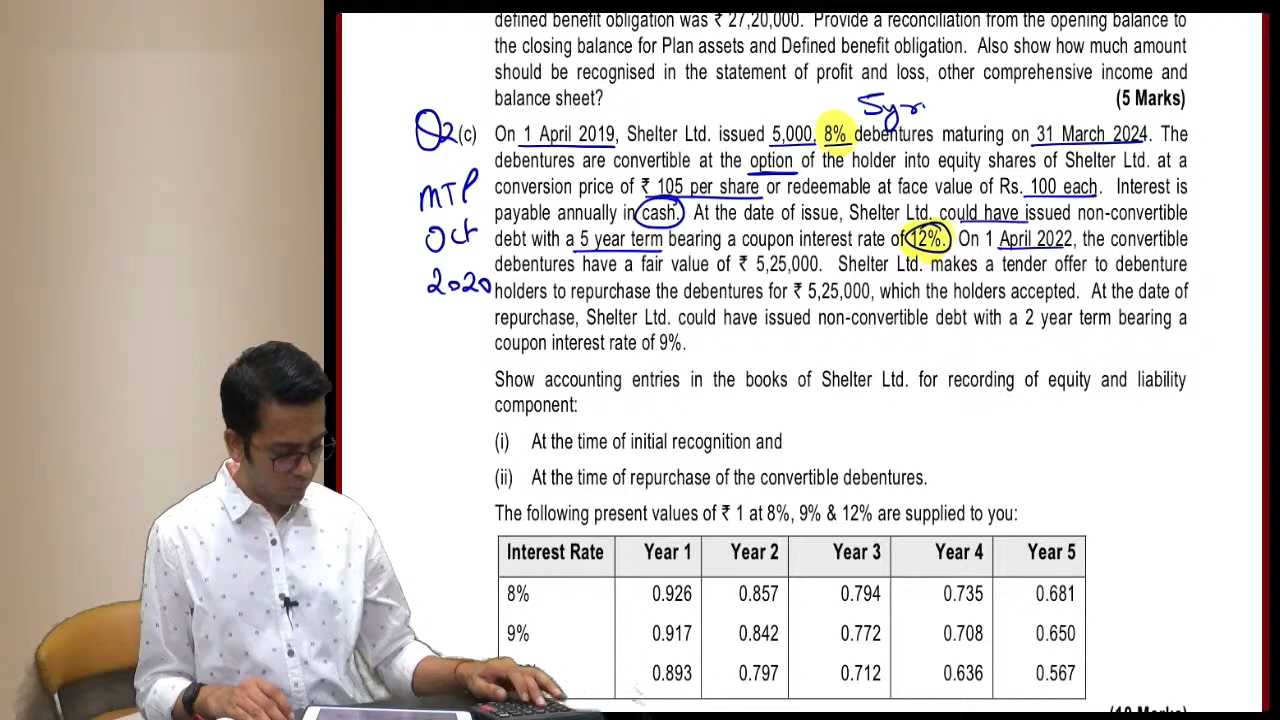 defined benefit obligation was ₹ 27,20,000. Provide a reconciliation from the opening balance to
the closing balance for Plan assets and Defined benefit obligation. Also show how much amount
should be recognised in the statement of profit and loss, other comprehensive income and
balance sheet? (5 Marks)
5yr.
Q2 (c) On 1 April 2019, Shelter Ltd. issued 5,000, 8% debentures maturing on 31 March 2024. The
debentures are convertible at the option of the holder into equity shares of Shelter Ltd. at a
MTP conversion price of ₹ 105 per share or redeemable at face value of Rs. 100 each. Interest is
payable annually in cash. At the date of issue, Shelter Ltd. could have issued non-convertible
Oct debt with a 5 year term bearing a coupon interest rate of 12%. On 1 April 2022, the convertible
debentures have a fair value of ₹ 5,25,000. Shelter Ltd. makes a tender offer to debenture
2020 holders to repurchase the debentures for ₹ 5,25,000, which the holders accepted. At the date of
repurchase, Shelter Ltd. could have issued non-convertible debt with a 2 year term bearing a
coupon interest rate of 9%.
Show accounting entries in the books of Shelter Ltd. for recording of equity and liability
component:
(i) At the time of initial recognition and
(ii) At the time of repurchase of the convertible debentures.
The following present values of ₹ 1 at 8%, 9% & 12% are supplied to you:
Interest Rate Year 1 Year 2 Year 3 Year 4 Year 5
8% 0.926 0.857 0.794 0.735 0.681
9% 0.917 0.842 0.772 0.708 0.650
0.893 0.797 0.712 0.636 0.567